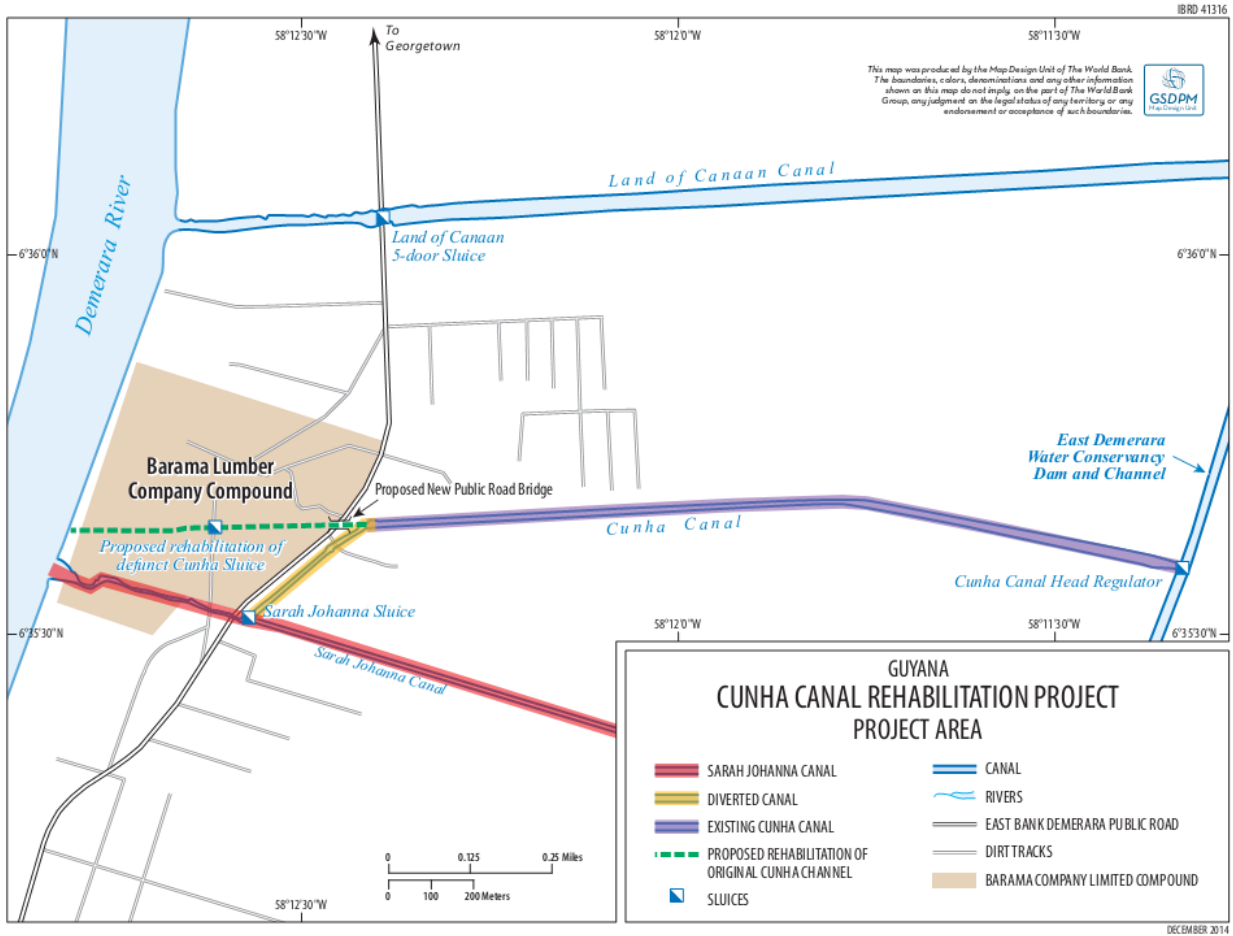 IBRD 41316
58°12'30"W
To
Georgetown
58°12'0"W
58°11'30"W
This map was produced by the Map Design Unit of The World Bank.
The boundaries, colors, denominations and any other information
shown on this map do not imply, on the part of The World Bank
Group, any judgment on the legal status of any territory, or any
endorsement or acceptance of such boundaries.
GSDPM
Map Design Unit
Land of Canaan Canal
Demerara River
Land of Canaan
5-door Sluice
6°36'0"N
6°36'0"N
East Demerara
Water Conservancy
Dam and Channel
Barama Lumber
Company Compound
Proposed New Public Road Bridge
Cunha Canal
Proposed rehabilitation of
defunct Cunha Sluice
Cunha Canal Head Regulator
Sarah Johanna Sluice
6°35'30"N
58°12'0"W
58°11'30"W
6°35'30"N
Sarah Johanna Canal
GUYANA
CUNHA CANAL REHABILITATION PROJECT
PROJECT AREA
SARAH JOHANNA CANAL
DIVERTED CANAL
EXISTING CUNHA CANAL
PROPOSED REHABILITATION OF
ORIGINAL CUNHA CHANNEL
SLUICES
CANAL
RIVERS
EAST BANK DEMERARA PUBLIC ROAD
DIRT TRACKS
BARAMA COMPANY LIMITED COMPOUND
0 0.125 0.25 Miles
0 100 200 Meters
58°12'30"W
DECEMBER 2014